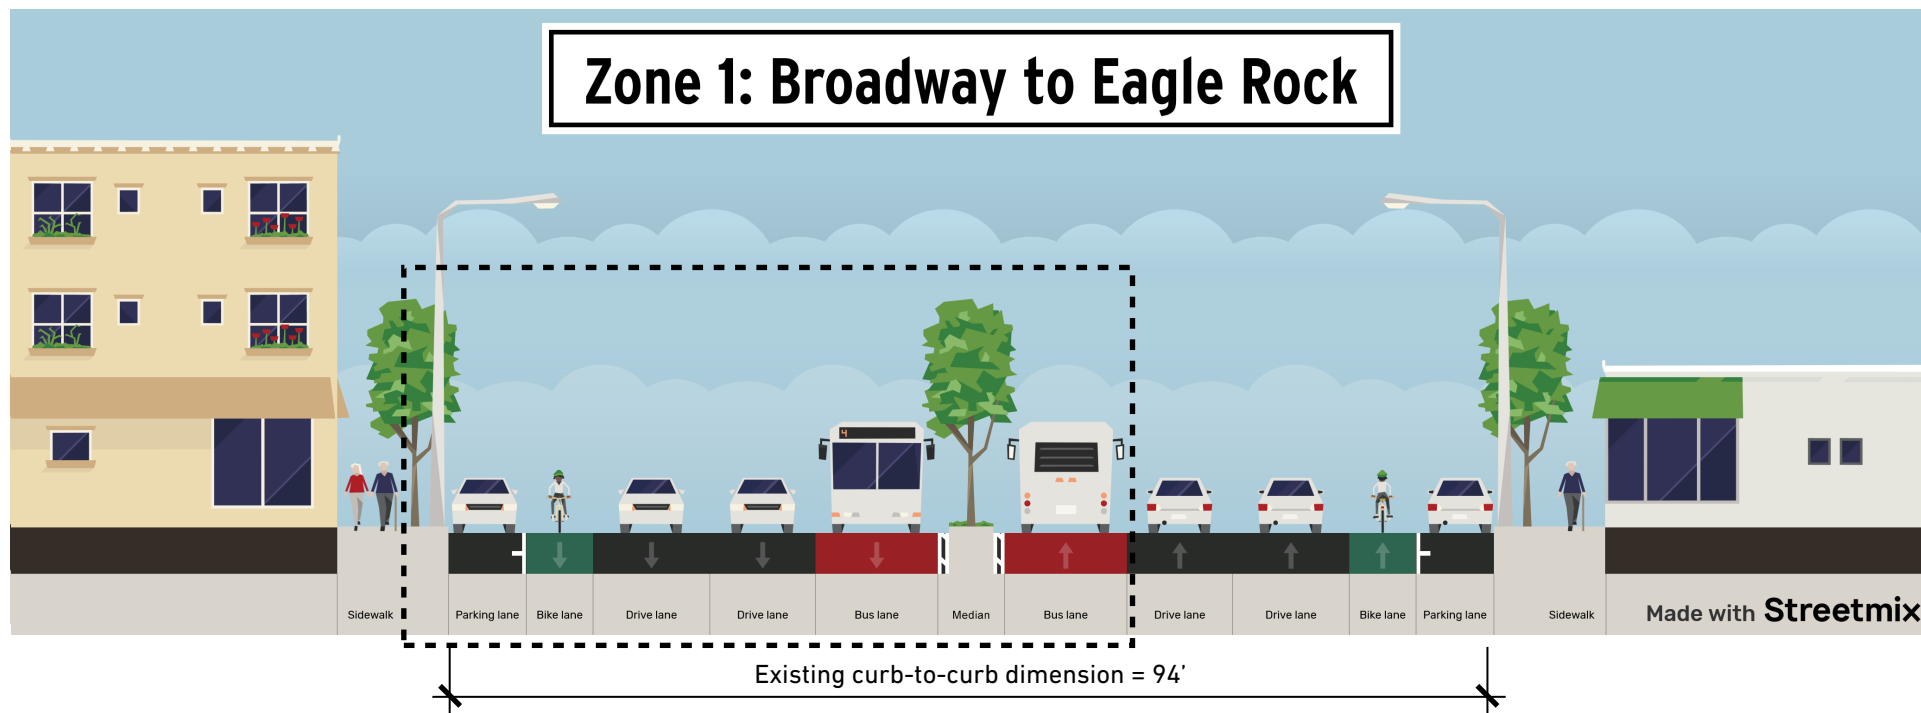 Zone 1: Broadway to Eagle Rock
4
Sidewalk
Parking lane
Bike lane
Drive lane
Drive lane
Bus lane
Median
Bus lane
Drive lane
Drive lane
Bike lane
Parking lane
Sidewalk
Made with Streetmix
Existing curb-to-curb dimension = 94'